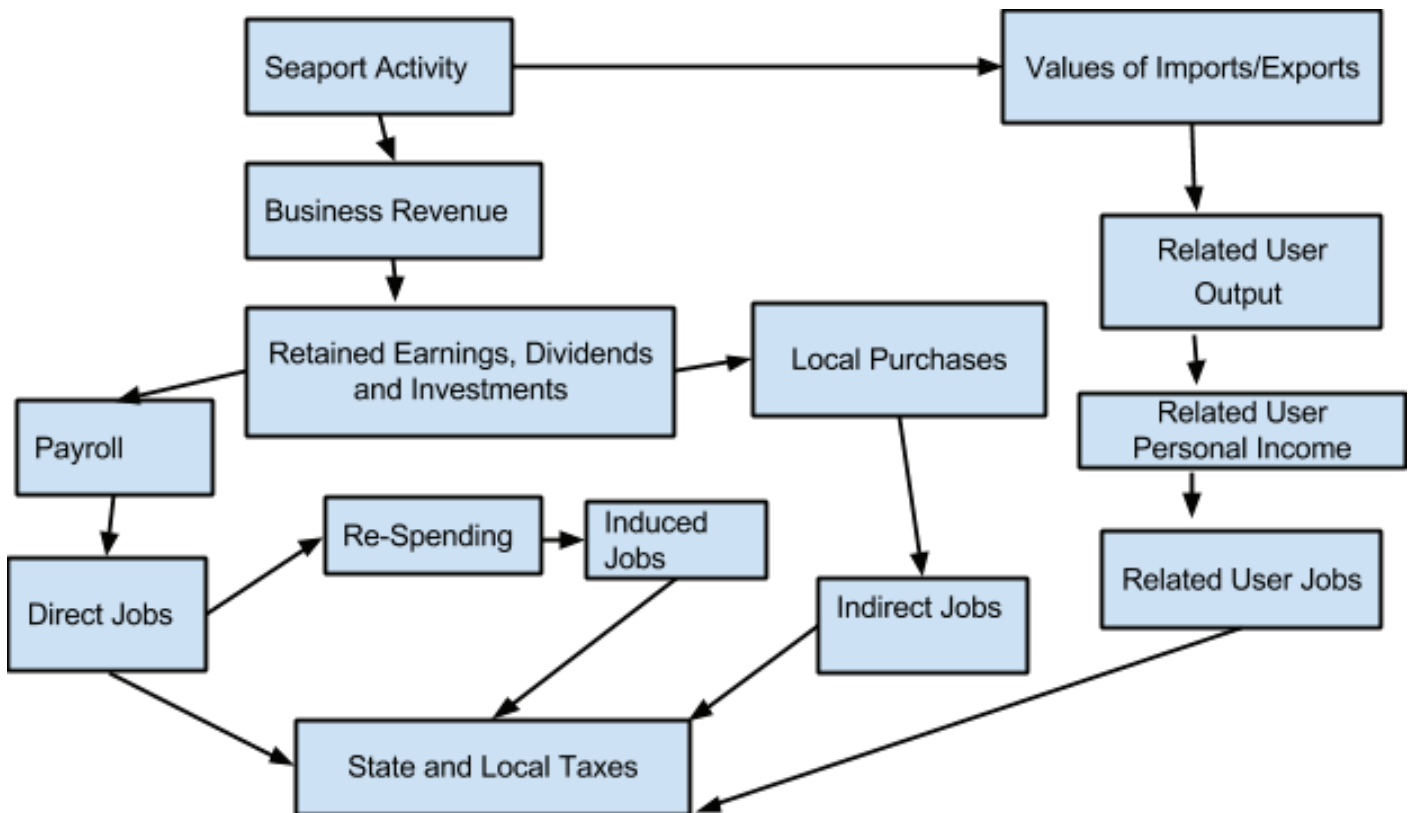 Seaport Activity
Values of Imports/Exports
Business Revenue
Related User
Output
Retained Earnings, Dividends
and Investments
Local Purchases
Payroll
Related User
Personal Income
Re-Spending
Induced
Jobs
Direct Jobs
Indirect Jobs
Related User Jobs
State and Local Taxes